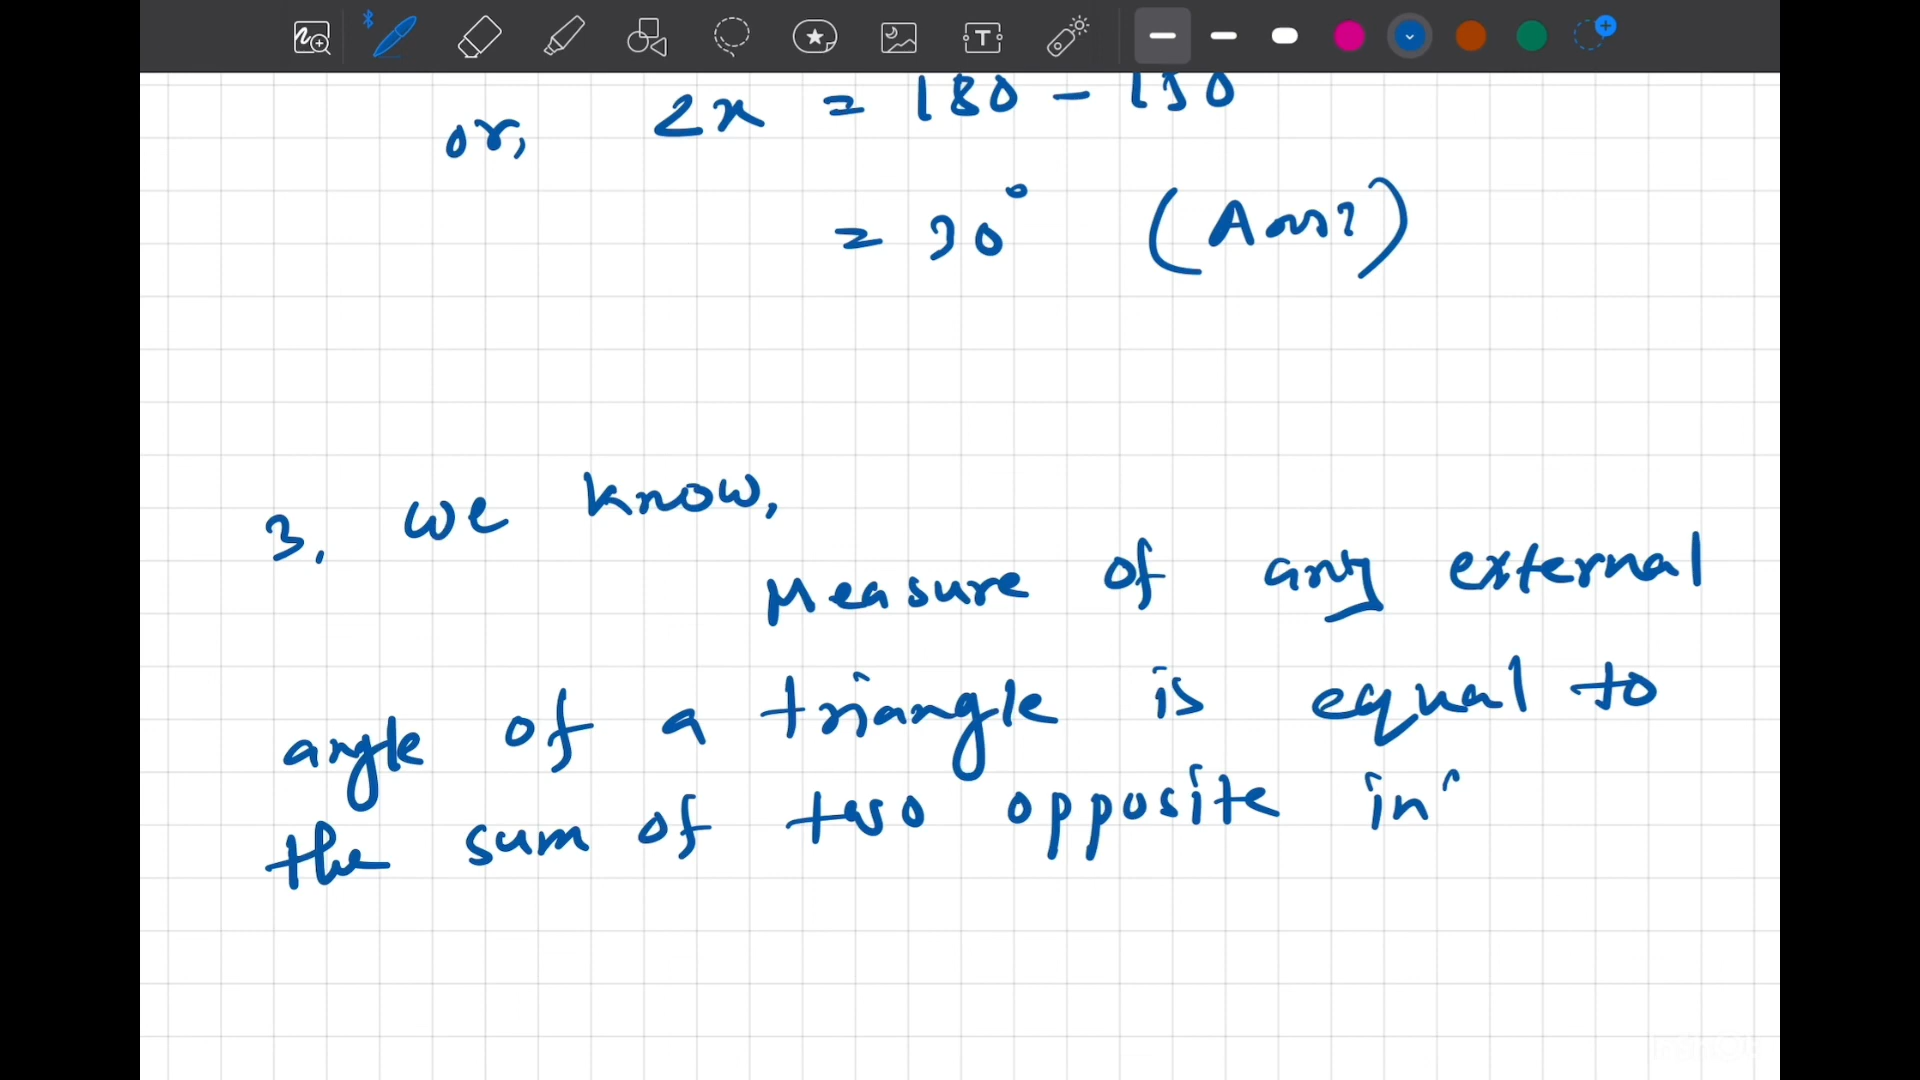 or, 2x = 180 - 150
= 30° (Ans:)
3. we know,
Measure of any external
angle of a triangle is equal to
the sum of two opposite in